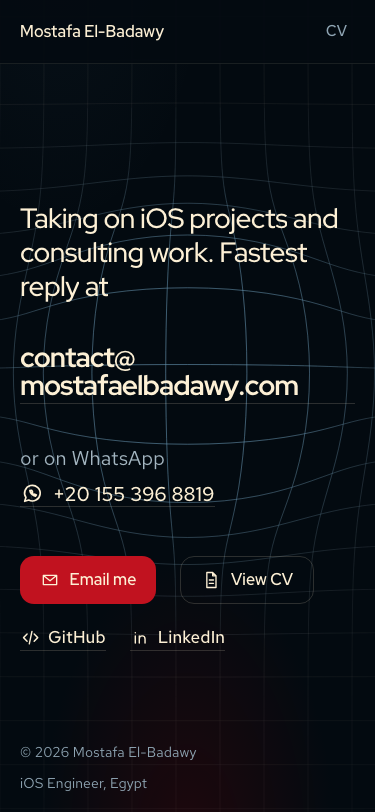 Mostafa El-Badawy
CV
Taking on iOS projects and
consulting work. Fastest
reply at
contact@
mostafaelbadawy.com
or on WhatsApp
+20 155 396 8819
Email me
View CV
GitHub
in LinkedIn
© 2026 Mostafa El-Badawy
iOS Engineer, Egypt